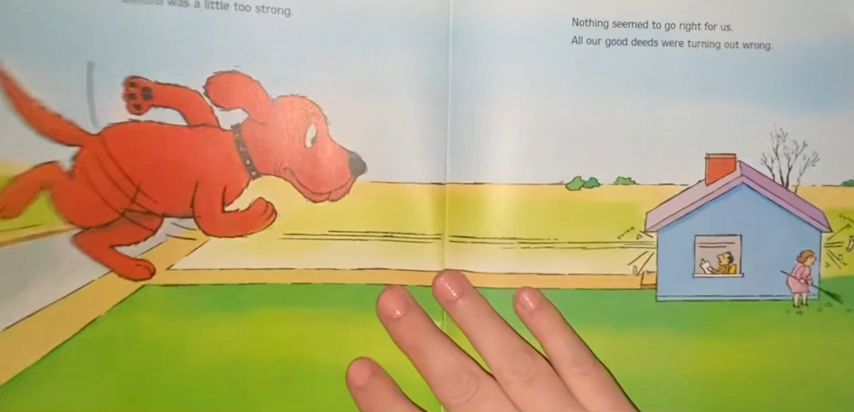 was a little too strong.
Nothing seemed to go right for us.
All our good deeds were turning out wrong.